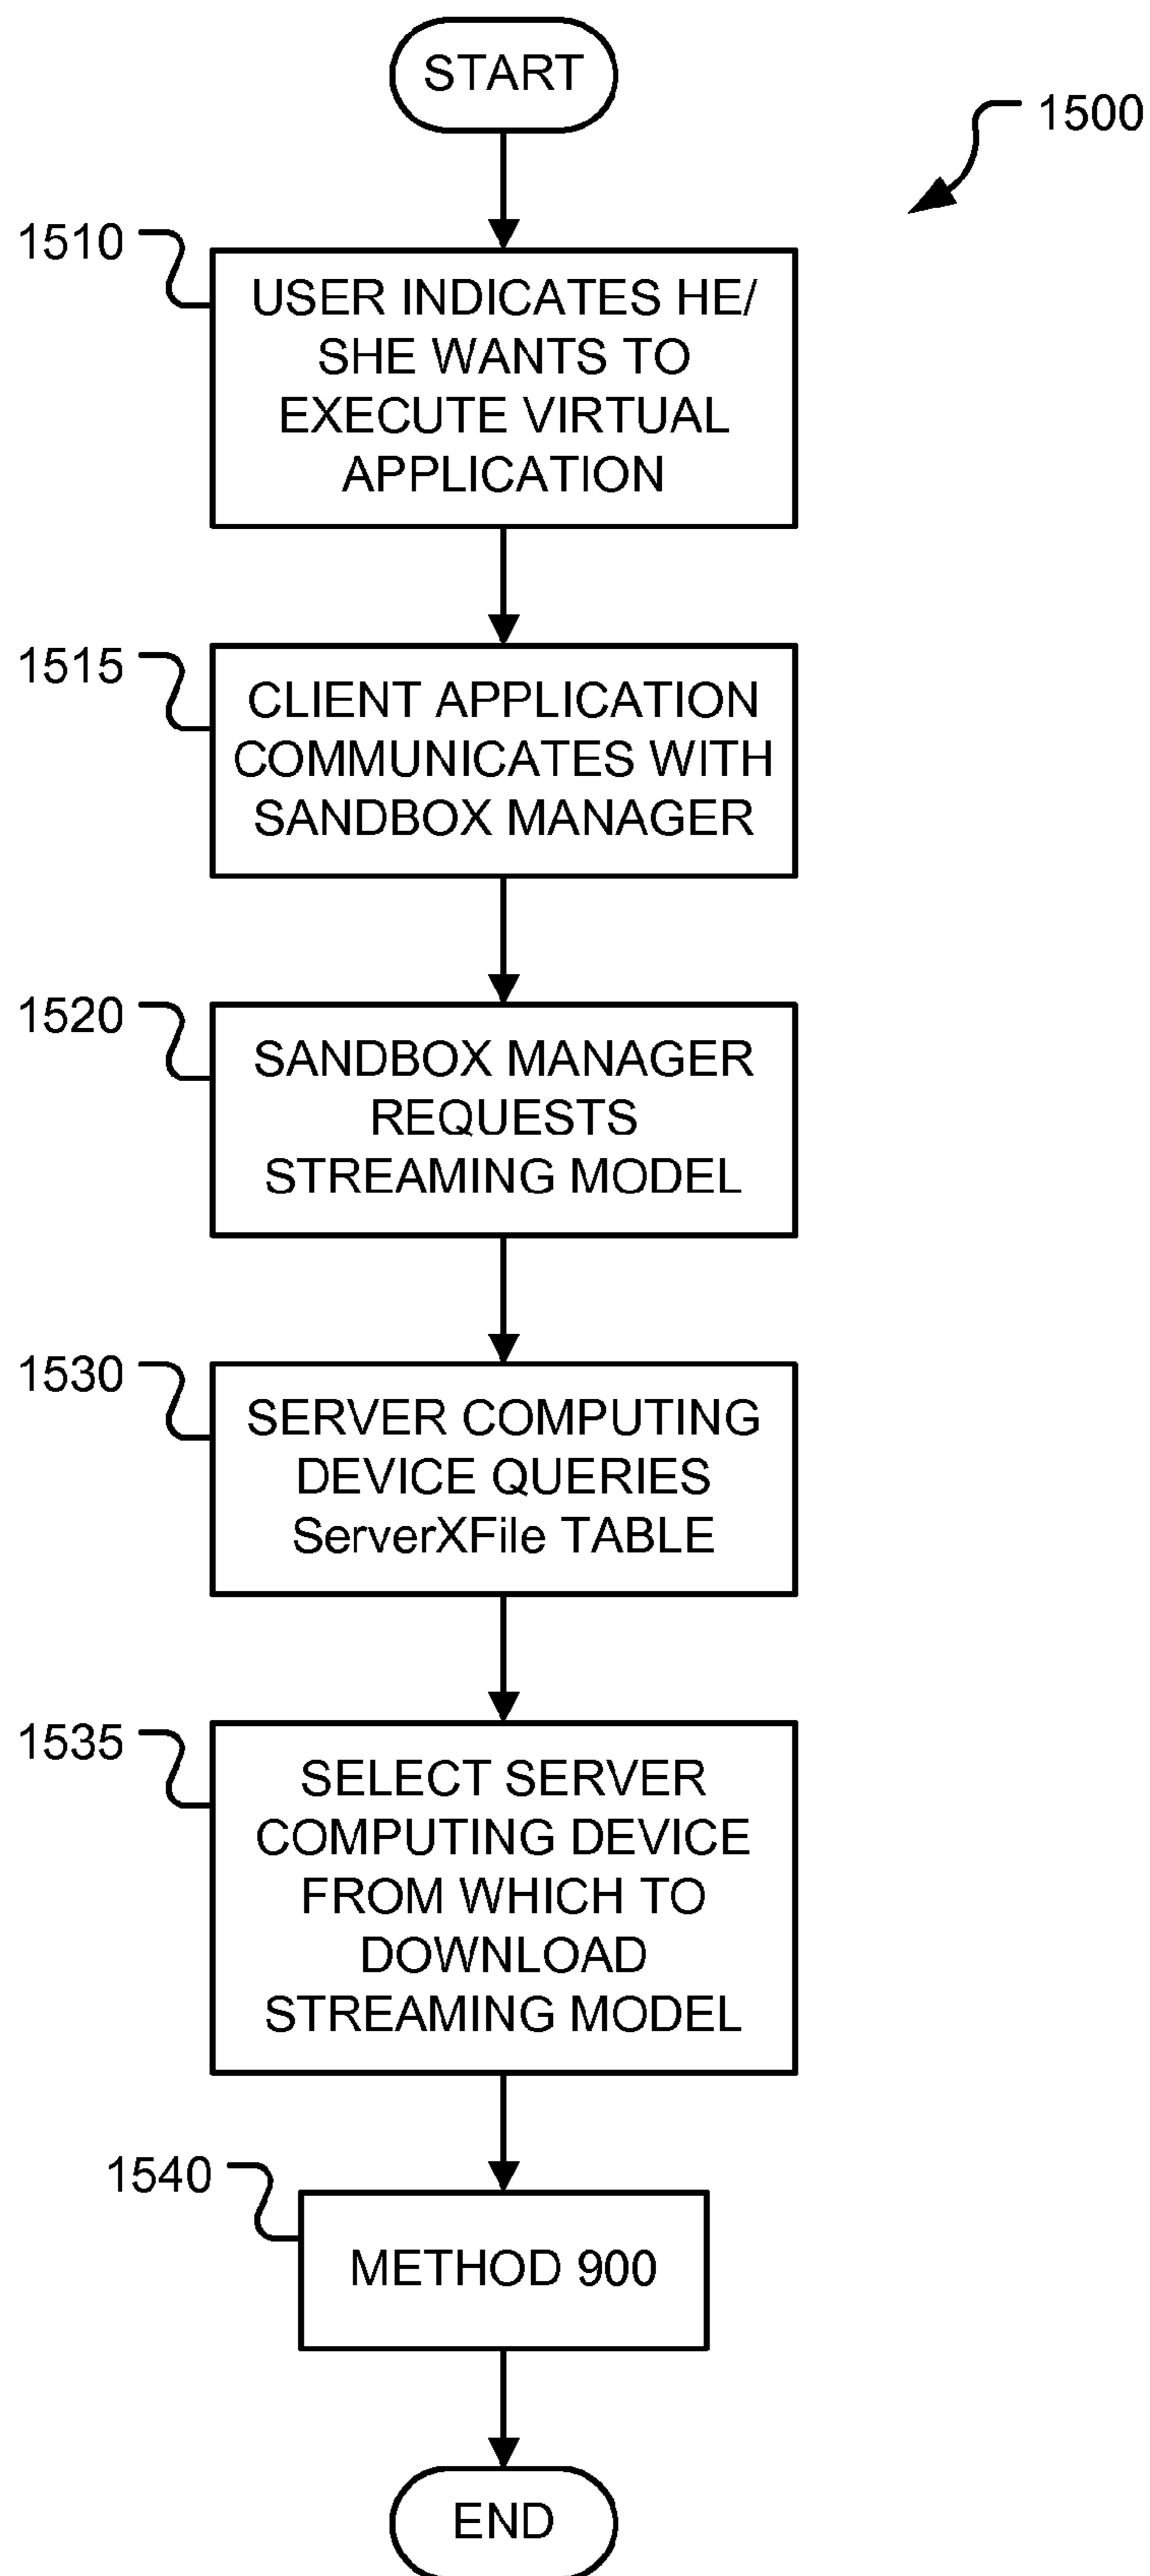 START
1500
1510
USER INDICATES HE/
SHE WANTS TO
EXECUTE VIRTUAL
APPLICATION
1515
CLIENT APPLICATION
COMMUNICATES WITH
SANDBOX MANAGER
1520
SANDBOX MANAGER
REQUESTS
STREAMING MODEL
1530
SERVER COMPUTING
DEVICE QUERIES
ServerXFile TABLE
1535
SELECT SERVER
COMPUTING DEVICE
FROM WHICH TO
DOWNLOAD
STREAMING MODEL
1540
METHOD 900
END